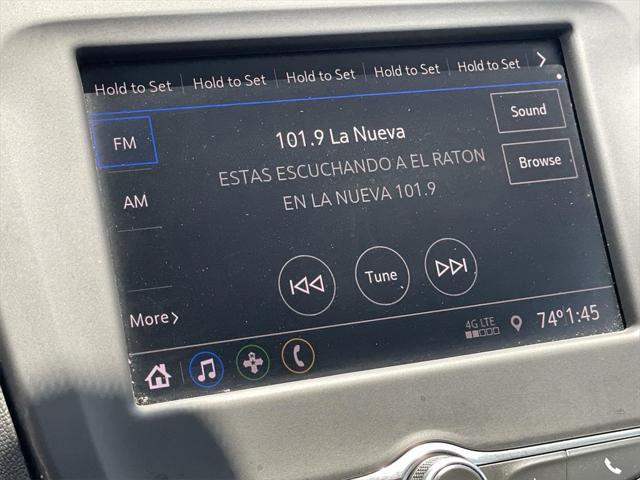 Hold to Set Hold to Set Hold to Set Hold to Set Hold to Set
FM
101.9 La Nueva
Sound
ESTAS ESCUCHANDO A EL RATON
EN LA NUEVA 101.9
Browse
AM
Tune
More
4G LTE
74° 1:45